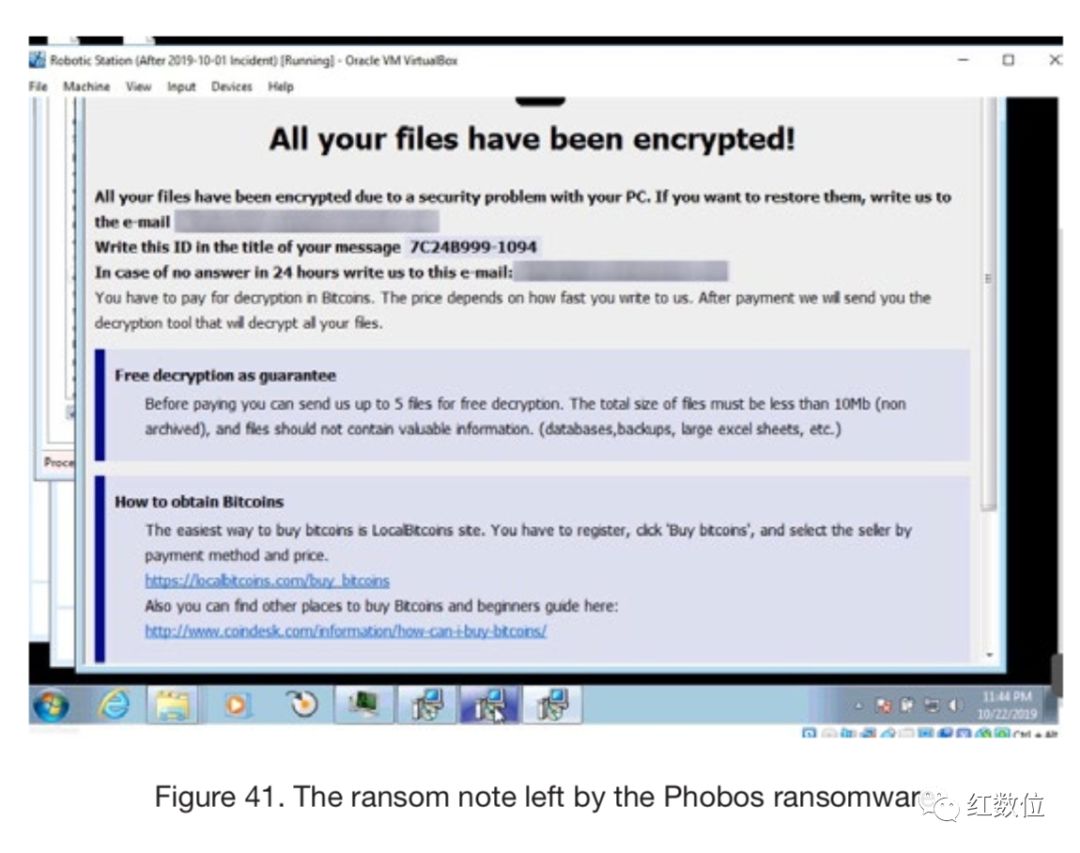 Robotic Station (After 2019-10-01 Incident) [Running] - Oracle VM VirtualBox
File Machine View Input Devices Help
All your files have been encrypted!
All your files have been encrypted due to a security problem with your PC. If you want to restore them, write us to
the e-mail
Write this ID in the title of your message 7C24B999-1094
In case of no answer in 24 hours write us to this e-mail:
You have to pay for decryption in Bitcoins. The price depends on how fast you write to us. After payment we will send you the
decryption tool that will decrypt all your files.
Free decryption as guarantee
Before paying you can send us up to 5 files for free decryption. The total size of files must be less than 10Mb (non
archived), and files should not contain valuable information. (databases,backups, large excel sheets, etc.)
Proce
How to obtain Bitcoins
The easiest way to buy bitcoins is LocalBitcoins site. You have to register, click 'Buy bitcoins', and select the seller by
payment method and price.
https://localbitcoins.com/buy_bitcoins
Also you can find other places to buy Bitcoins and beginners guide here:
http://www.coindesk.com/information/how-can-i-buy-bitcoins/
11:44 PM
10/22/2019
Figure 41. The ransom note left by the Phobos ransomwar
红数位